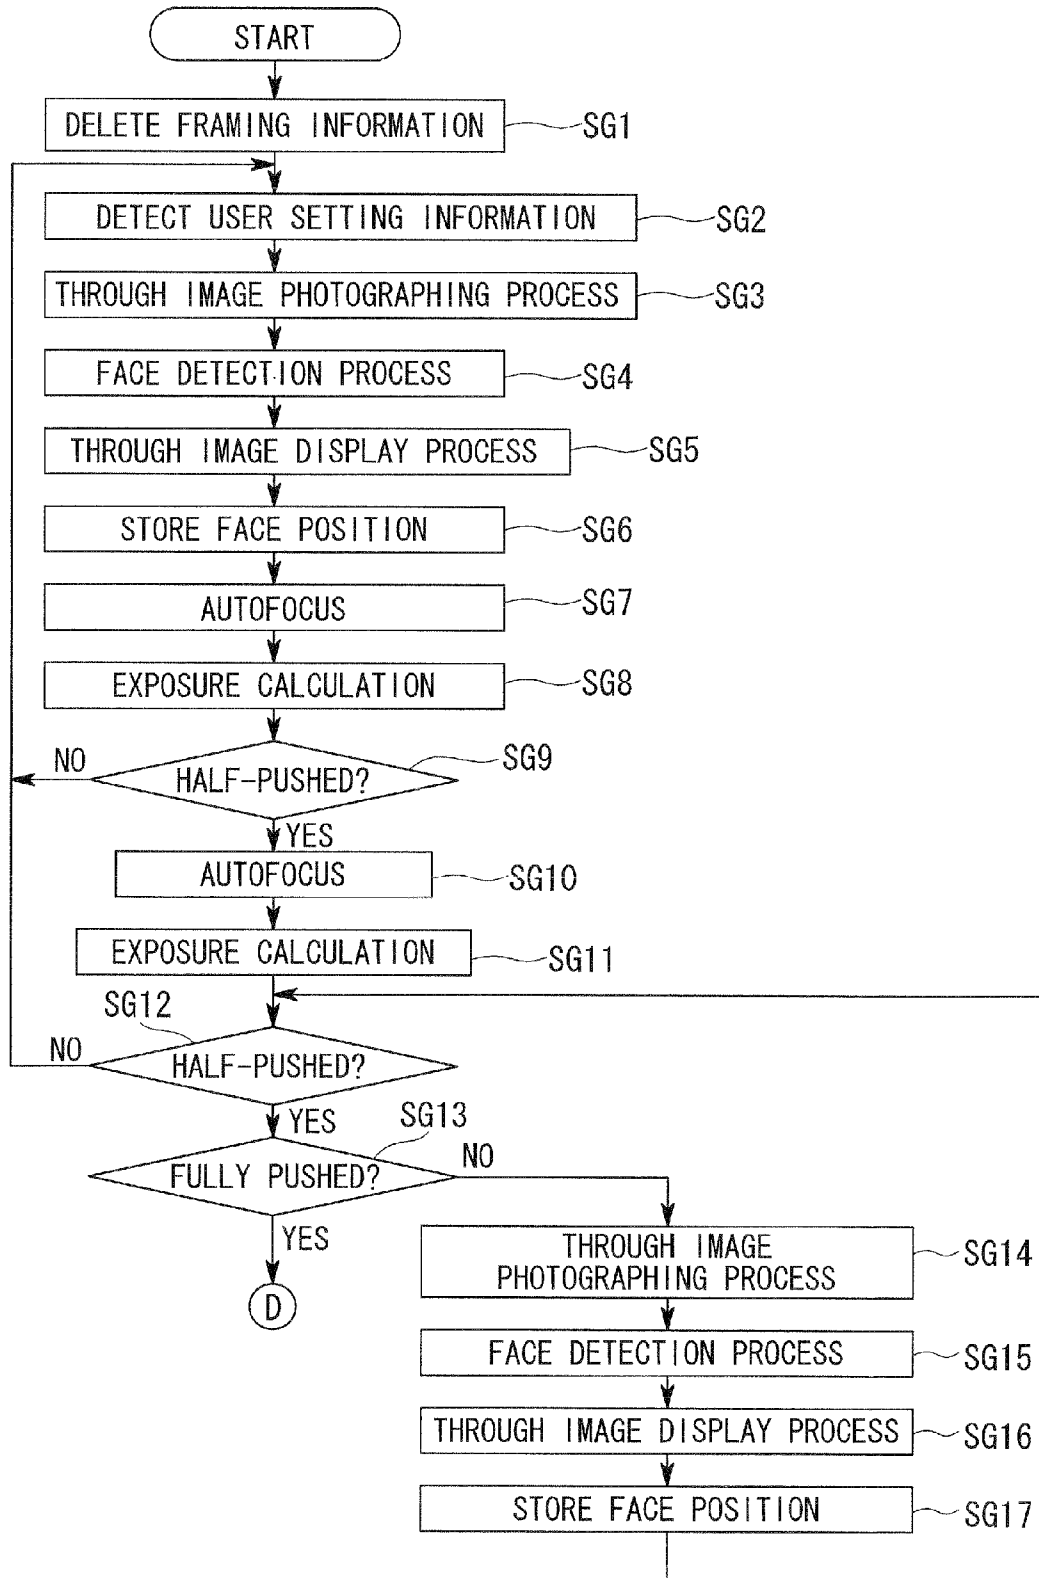 START
DELETE FRAMING INFORMATION
SG1
DETECT USER SETTING INFORMATION
SG2
THROUGH IMAGE PHOTOGRAPHING PROCESS
SG3
FACE DETECTION PROCESS
SG4
THROUGH IMAGE DISPLAY PROCESS
SG5
STORE FACE POSITION
SG6
AUTOFOCUS
SG7
EXPOSURE CALCULATION
SG8
NO
HALF-PUSHED?
SG9
YES
AUTOFOCUS
SG10
EXPOSURE CALCULATION
SG11
SG12
NO
HALF-PUSHED?
YES
SG13
FULLY PUSHED?
NO
YES
D
THROUGH IMAGE
PHOTOGRAPHING PROCESS
SG14
FACE DETECTION PROCESS
SG15
THROUGH IMAGE DISPLAY PROCESS
SG16
STORE FACE POSITION
SG17